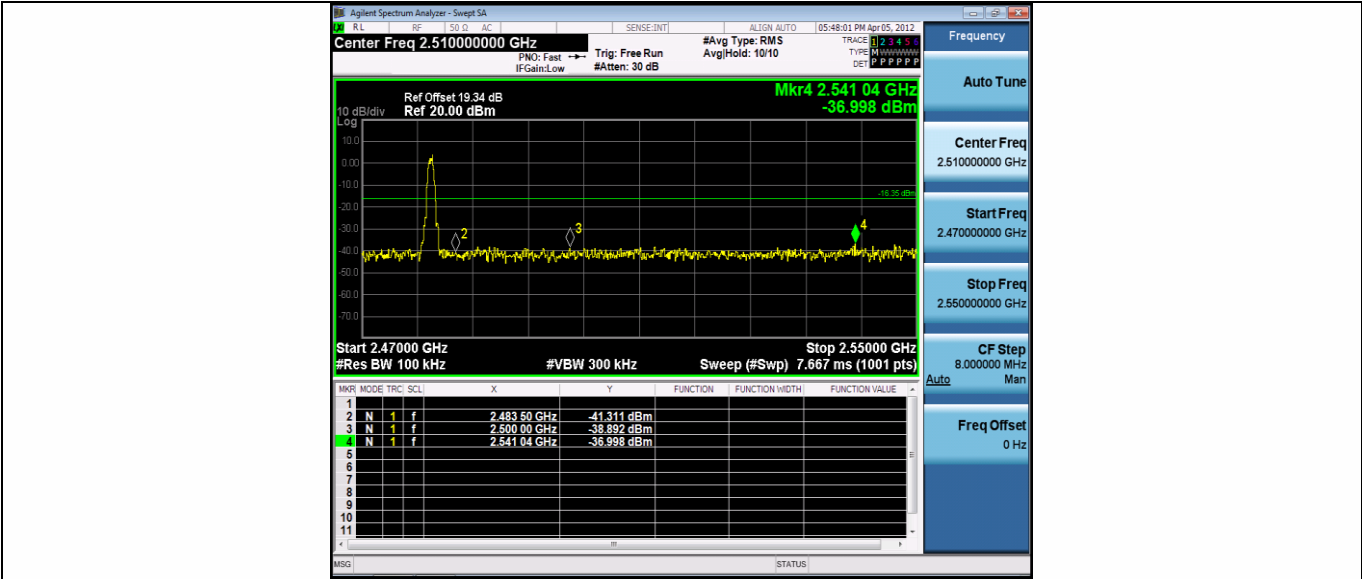 Agilent Spectrum Analyzer - Swept SA
RL RF 50 Ω AC SENSE:INT ALIGN AUTO 05:48:01 PM Apr 05, 2012
Center Freq 2.510000000 GHz
PNO: Fast
IFGain:Low
Trig: Free Run
#Atten: 30 dB
#Avg Type: RMS
Avg|Hold: 10/10
TRACE 1 2 3 4 5 6
TYPE M W W W W W
DET P P P P P P
Mkr4 2.541 04 GHz
-36.998 dBm
Ref Offset 19.34 dB
10 dB/div Ref 20.00 dBm
Log
10.0
0.00
-10.0
-16.35 dBm
-20.0
-30.0
-40.0
-50.0
-60.0
-70.0
2
3
4
Start 2.47000 GHz Stop 2.55000 GHz
#Res BW 100 kHz #VBW 300 kHz Sweep (#Swp) 7.667 ms (1001 pts)
MKR MODE TRC SCL X Y FUNCTION FUNCTION WIDTH FUNCTION VALUE
1
2 N 1 f 2.483 50 GHz -41.311 dBm
3 N 1 f 2.500 00 GHz -38.892 dBm
4 N 1 f 2.541 04 GHz -36.998 dBm
5
6
7
8
9
10
11
MSG STATUS
Frequency
Auto Tune
Center Freq
2.510000000 GHz
Start Freq
2.470000000 GHz
Stop Freq
2.550000000 GHz
CF Step
8.000000 MHz
Auto Man
Freq Offset
0 Hz